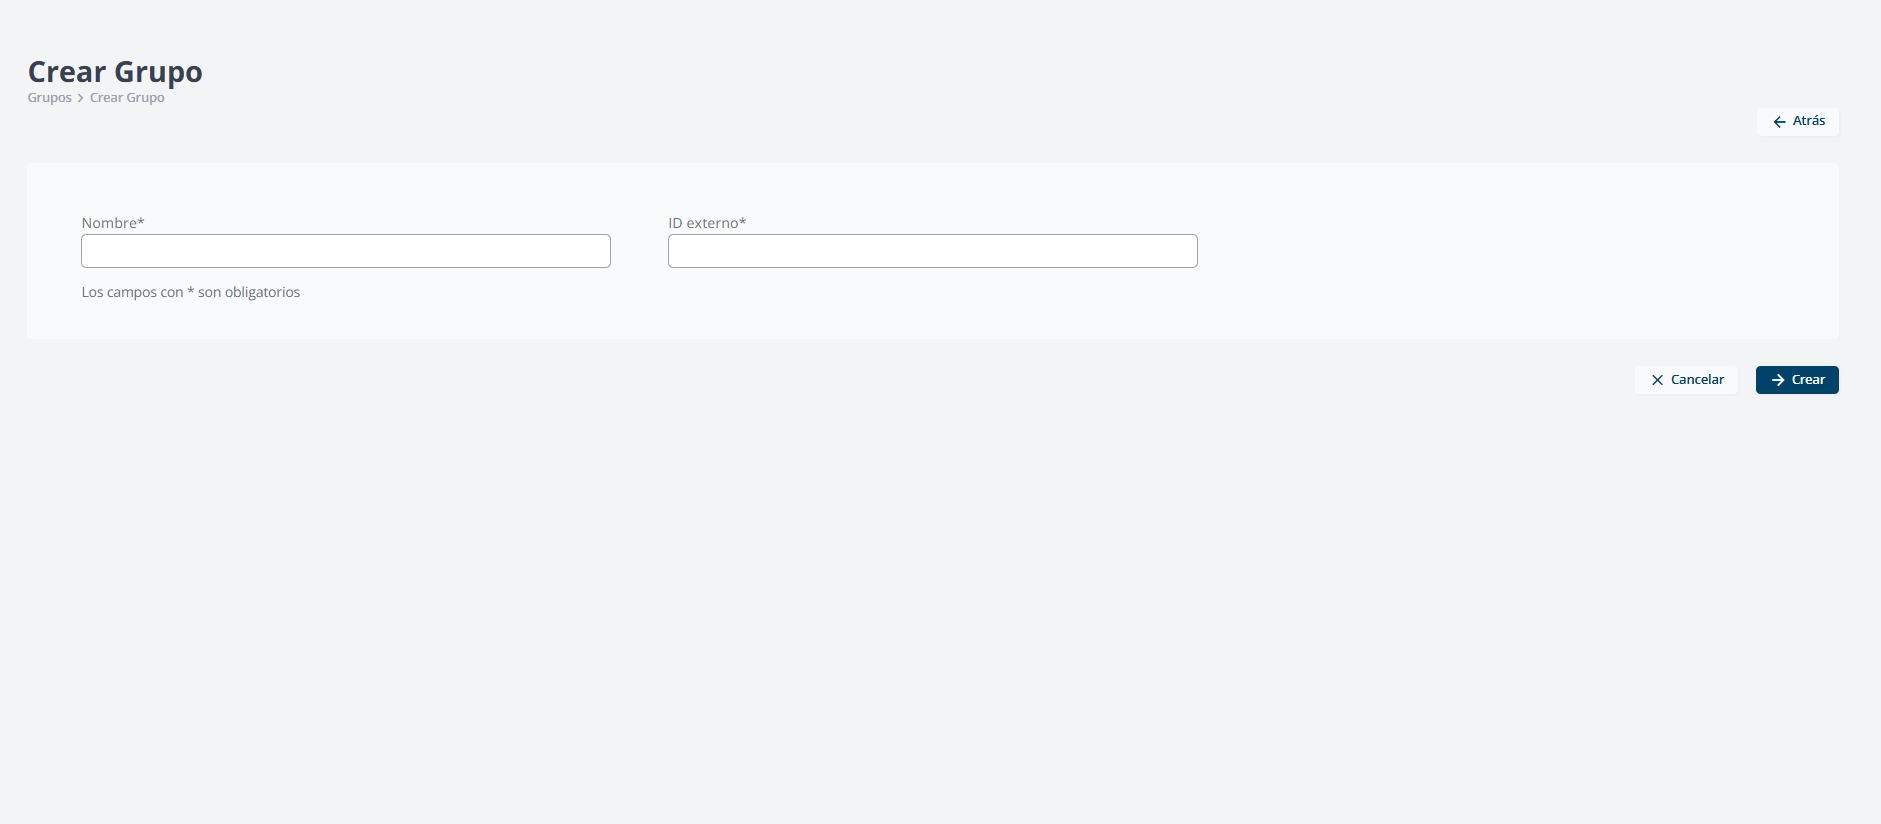 Crear Grupo
Grupos > Crear Grupo
Atrás
Nombre*
ID externo*
Los campos con * son obligatorios
Cancelar
Crear